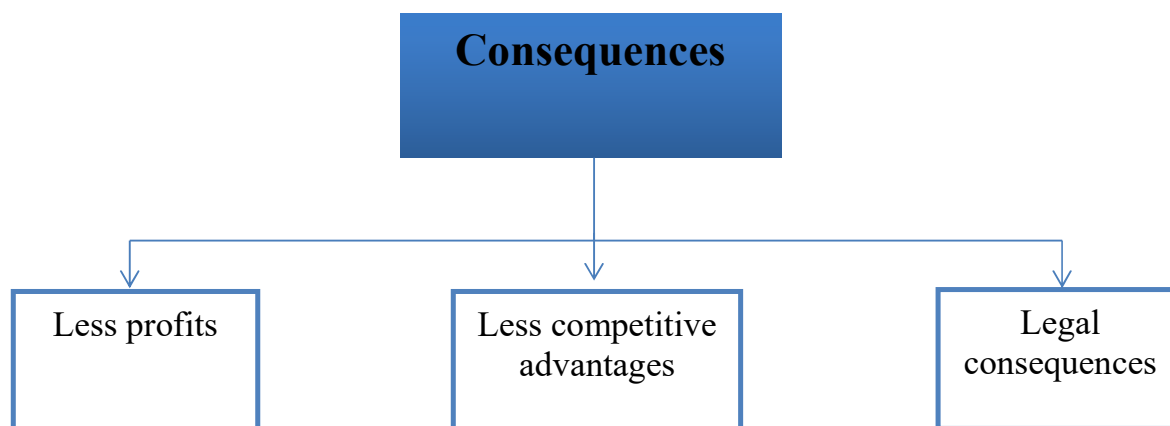 Consequences
Less profits
Less competitive
advantages
Legal
consequences